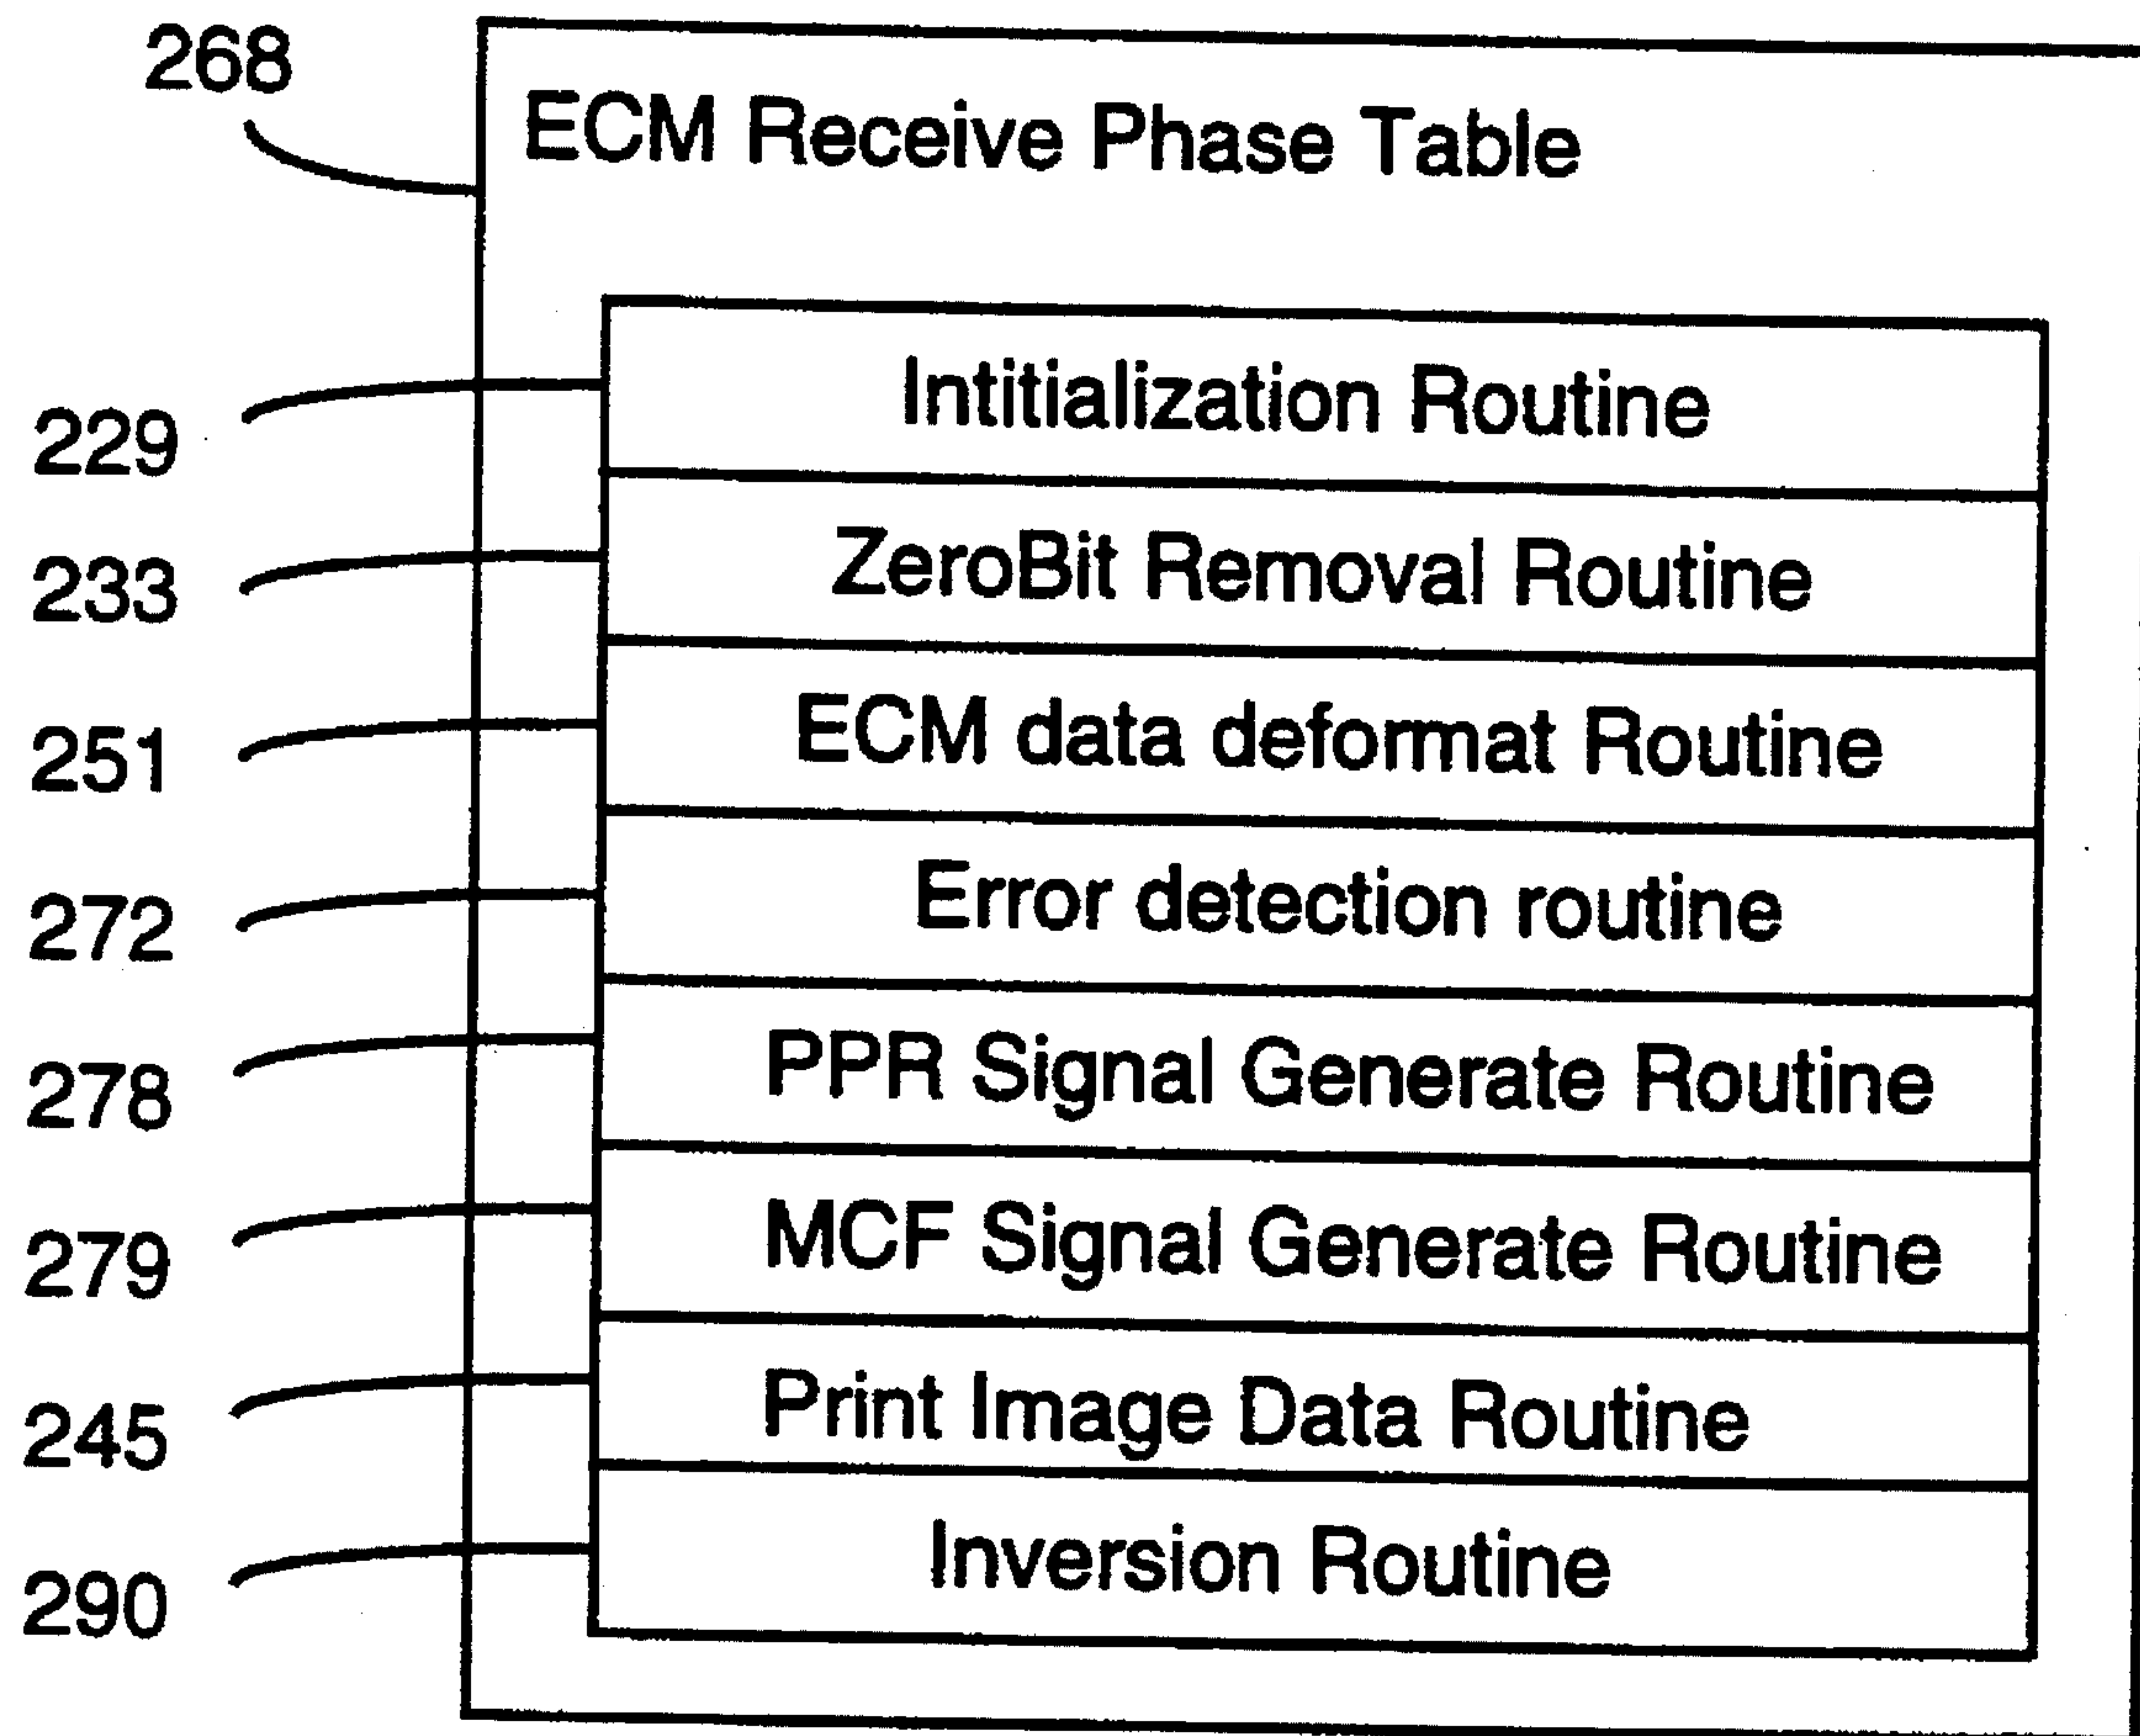 268
ECM Receive Phase Table
229
Intitialization Routine
233
ZeroBit Removal Routine
251
ECM data deformat Routine
272
Error detection routine
278
PPR Signal Generate Routine
279
MCF Signal Generate Routine
245
Print Image Data Routine
290
Inversion Routine